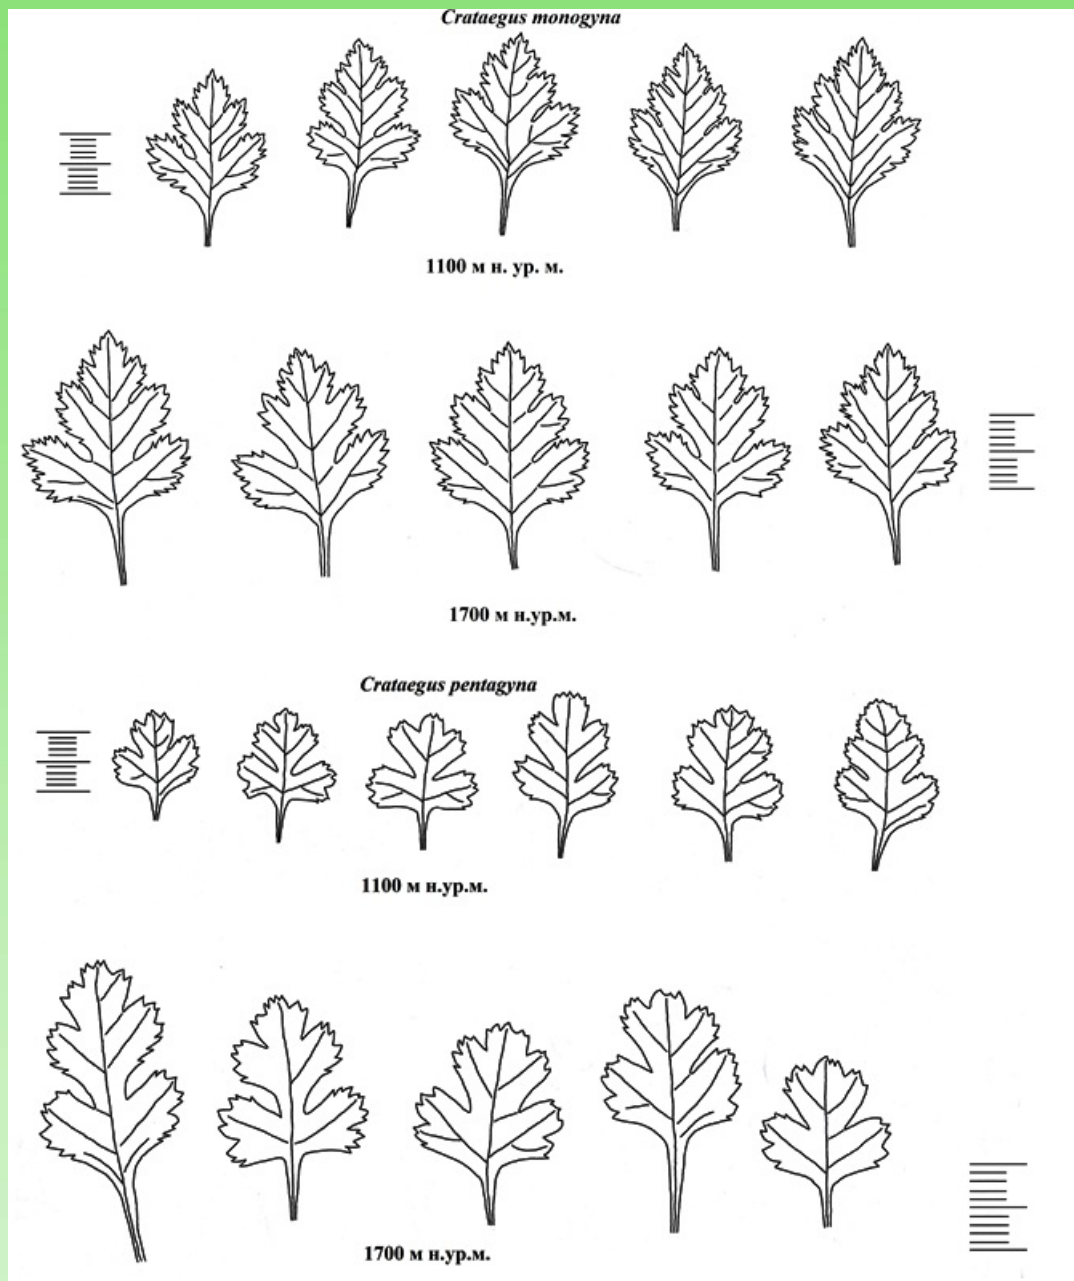 Crataegus monogyna
1100 м н. ур. м.
1700 м н.ур.м.
Crataegus pentagyna
1100 м н.ур.м.
1700 м н.ур.м.